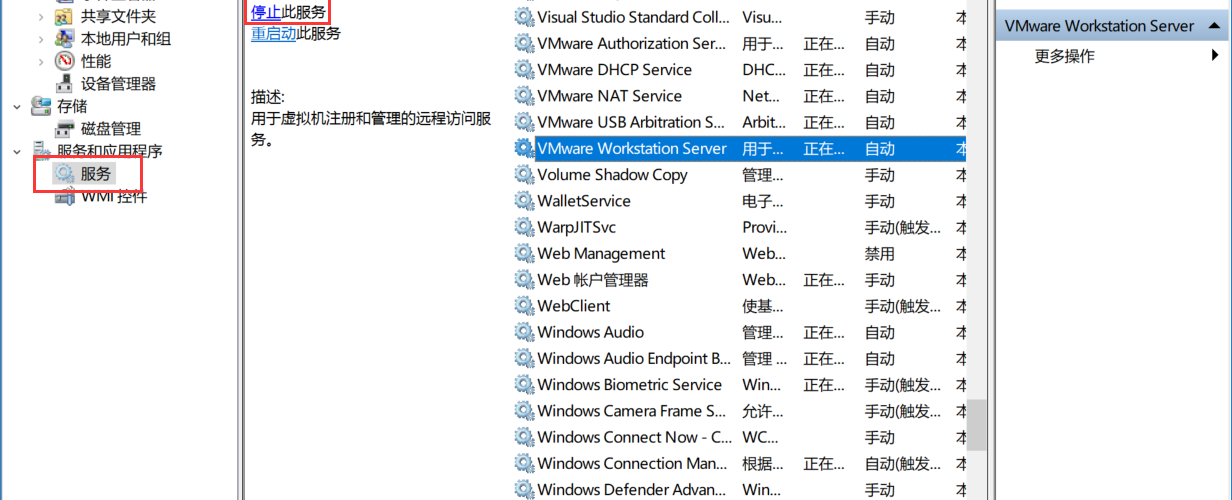 共享文件夹
本地用户和组
性能
设备管理器
存储
磁盘管理
服务和应用程序
服务
WMI 控件
停止此服务
重启动此服务
描述:
用于虚拟机注册和管理的远程访问服
务。
Visual Studio Standard Coll... Visu... 手动
VMware Authorization Ser... 用于... 正在... 自动
VMware DHCP Service DHC... 正在... 自动
VMware NAT Service Net... 正在... 自动
VMware USB Arbitration S... Arbit... 正在... 自动
VMware Workstation Server 用于... 正在... 自动
Volume Shadow Copy 管理... 手动
WalletService 电子... 手动
WarpJITSvc Provi... 手动(触发...
Web Management Web... 禁用
Web 帐户管理器 Web... 正在... 手动
WebClient 使基... 手动(触发...
Windows Audio 管理... 正在... 自动
Windows Audio Endpoint B... 管理 ... 正在... 自动
Windows Biometric Service Win... 正在... 手动(触发...
Windows Camera Frame S... 允许... 手动(触发...
Windows Connect Now - C... WC... 手动
Windows Connection Man... 根据... 正在... 自动(触发...
Windows Defender Advan... Win... 手动
VMware Workstation Server
更多操作